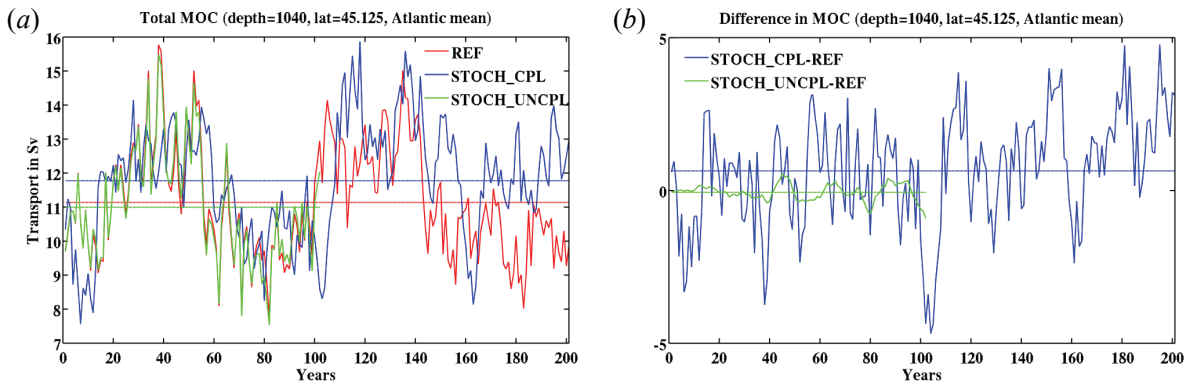 (a)
Total MOC (depth=1040, lat=45.125, Atlantic mean)
16
15
14
13
12
11
10
9
8
7
Transport in Sv
REF
STOCH_CPL
STOCH_UNCPL
0 20 40 60 80 100 120 140 160 180 200
Years
(b)
Difference in MOC (depth=1040, lat=45.125, Atlantic mean)
5
0
-5
STOCH_CPL-REF
STOCH_UNCPL-REF
0 20 40 60 80 100 120 140 160 180 200
Years